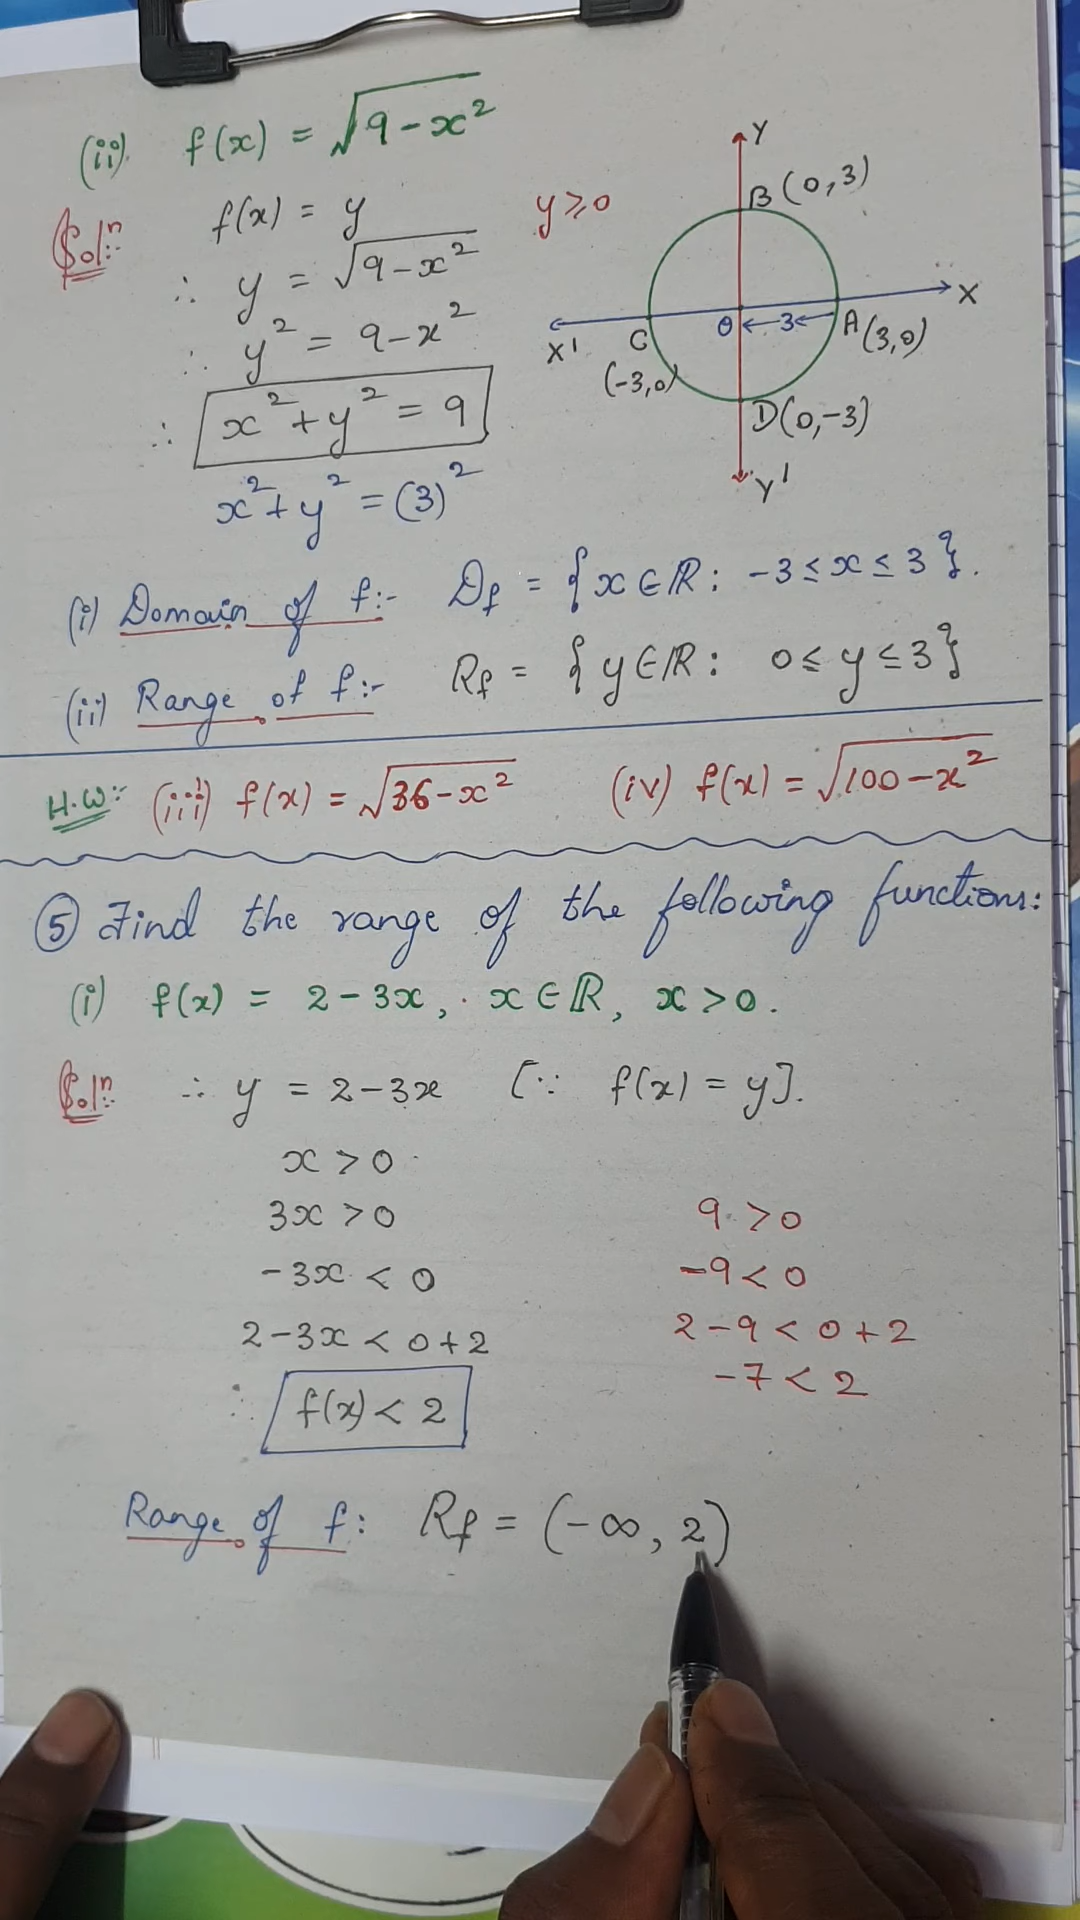 (ii). f(x) = √9-x²
Solⁿ:- f(x) = y y ⩾ 0
∴ y = √9-x²
∴ y² = 9-x²
∴ x² + y² = 9
x² + y² = (3)²
Y
B(0,3)
X
X' C O ←3← A(3,0)
(-3,0)
D(0,-3)
Y'
(i) Domain of f:- Df = {x∈ℝ: -3 ≤ x ≤ 3}.
(ii) Range of f:- Rf = {y∈ℝ: 0 ≤ y ≤ 3}
H.W:- (iii) f(x) = √36-x² (iv) f(x) = √100-x²
⑤ Find the range of the following functions:
(i) f(x) = 2-3x, x∈ℝ, x > 0.
Solⁿ:- ∴ y = 2-3x [∵ f(x) = y].
x > 0
3x > 0 9 > 0
-3x < 0 -9 < 0
2-3x < 0+2 2-9 < 0+2
∴ f(x) < 2 -7 < 2
Range of f: Rf = (-∞, 2)